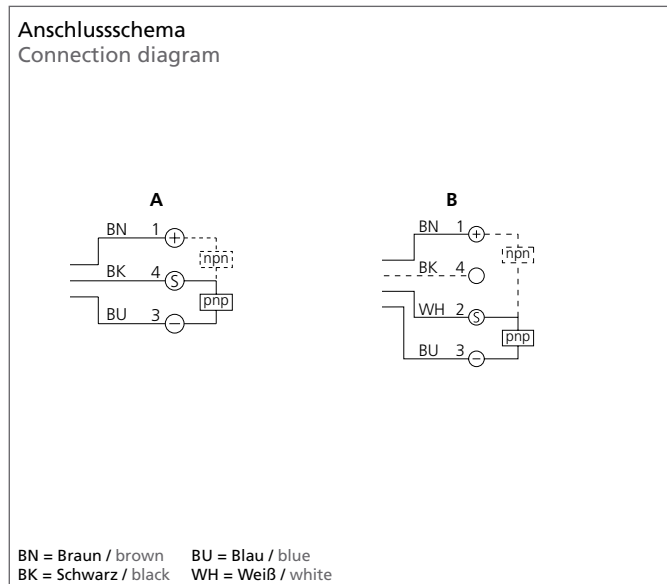 Anschlussschema
Connection diagram
A
BN 1 +
npn
BK 4 S
pnp
BU 3 −
B
BN 1 +
npn
BK 4
WH 2 S
pnp
BU 3 −
BN = Braun / brown BU = Blau / blue
BK = Schwarz / black WH = Weiß / white